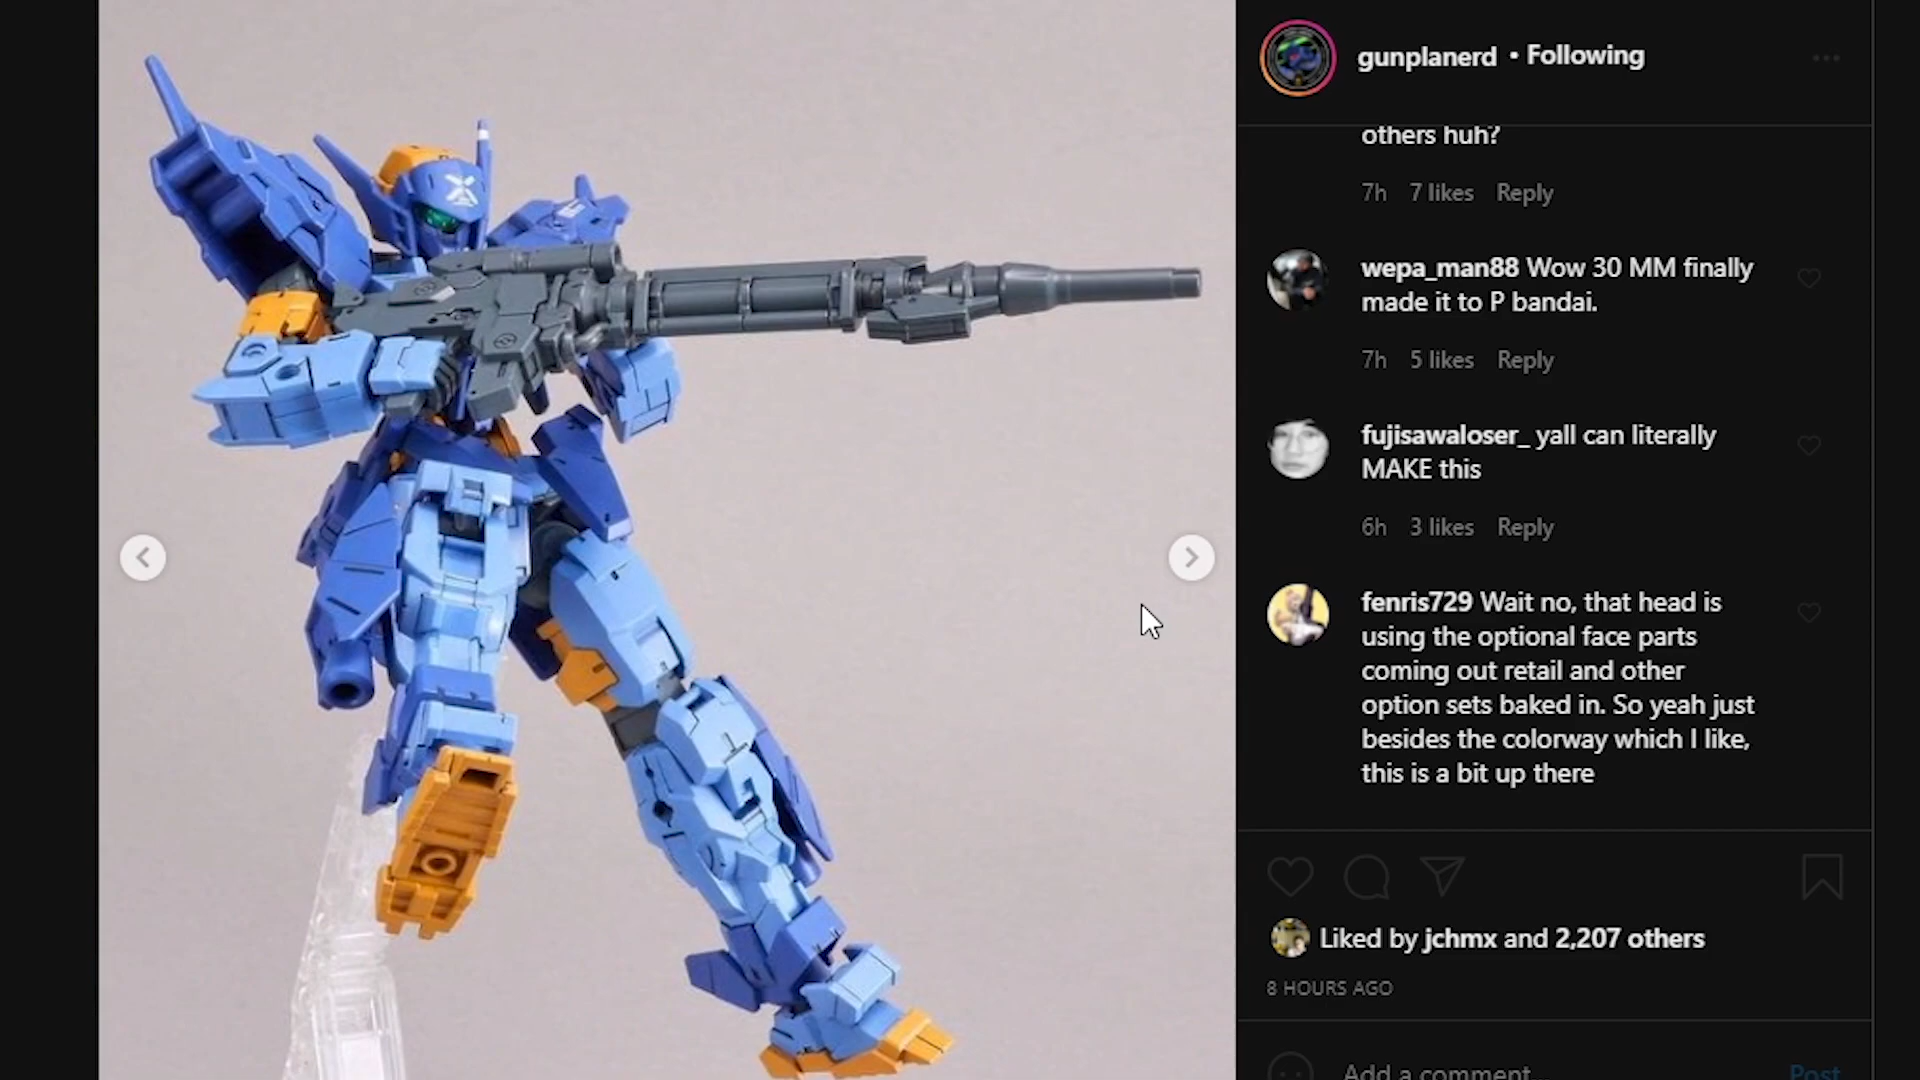 gunplanerd • Following
others huh?
7h 7 likes Reply
wepa_man88 Wow 30 MM finally
made it to P bandai.
7h 5 likes Reply
fujisawaloser_ yall can literally
MAKE this
6h 3 likes Reply
fenris729 Wait no, that head is
using the optional face parts
coming out retail and other
option sets baked in. So yeah just
besides the colorway which I like,
this is a bit up there
Liked by jchmx and 2,207 others
8 HOURS AGO
Add a comment...
Post